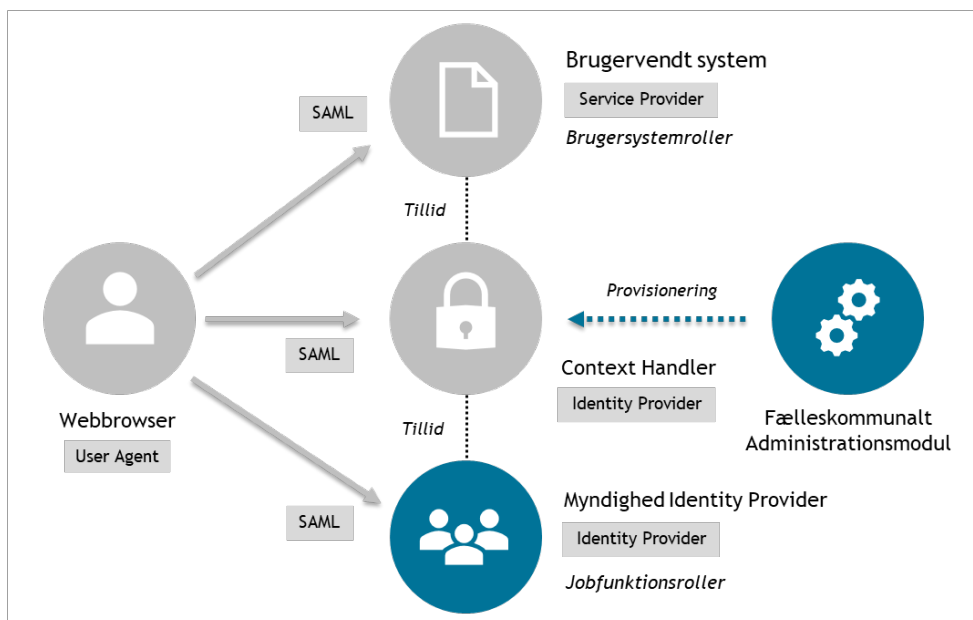 Brugervendt system
Service Provider
Brugersystemroller
SAML
Tillid
Provisionering
SAML
Context Handler
Identity Provider
Webbrowser
User Agent
Fælleskommunalt
Administrationsmodul
Tillid
Myndighed Identity Provider
SAML
Identity Provider
Jobfunktionsroller